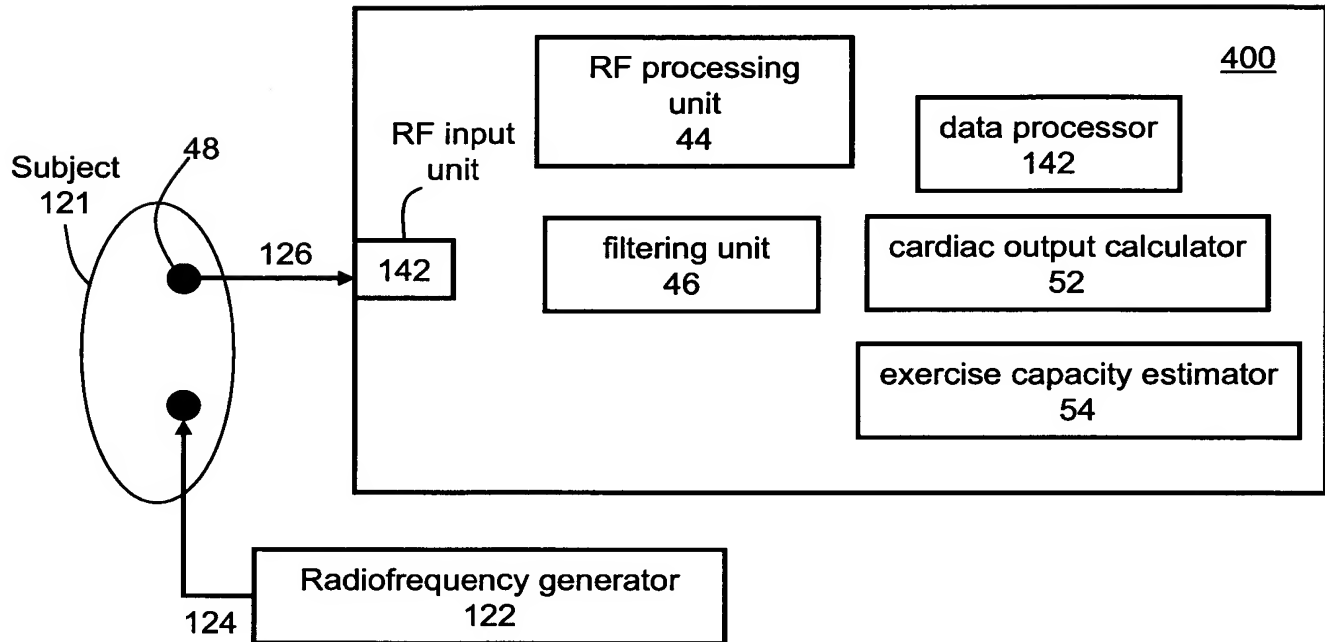 RF processing
unit
44
400
data processor
142
RF input
unit
48
Subject
121
126
142
filtering unit
46
cardiac output calculator
52
exercise capacity estimator
54
Radiofrequency generator
122
124